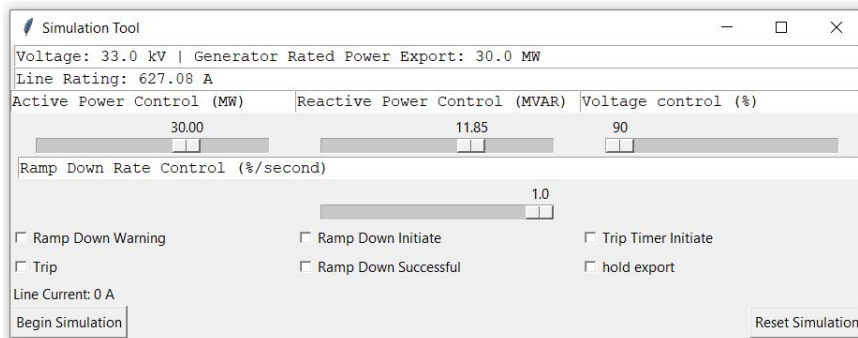 Simulation Tool
Voltage: 33.0 kV | Generator Rated Power Export: 30.0 MW
Line Rating: 627.08 A
Active Power Control (MW) Reactive Power Control (MVAR) Voltage control (%)
30.00 11.85 90
Ramp Down Rate Control (%/second)
1.0
Ramp Down Warning Ramp Down Initiate Trip Timer Initiate
Trip Ramp Down Successful hold export
Line Current: 0 A
Begin Simulation Reset Simulation